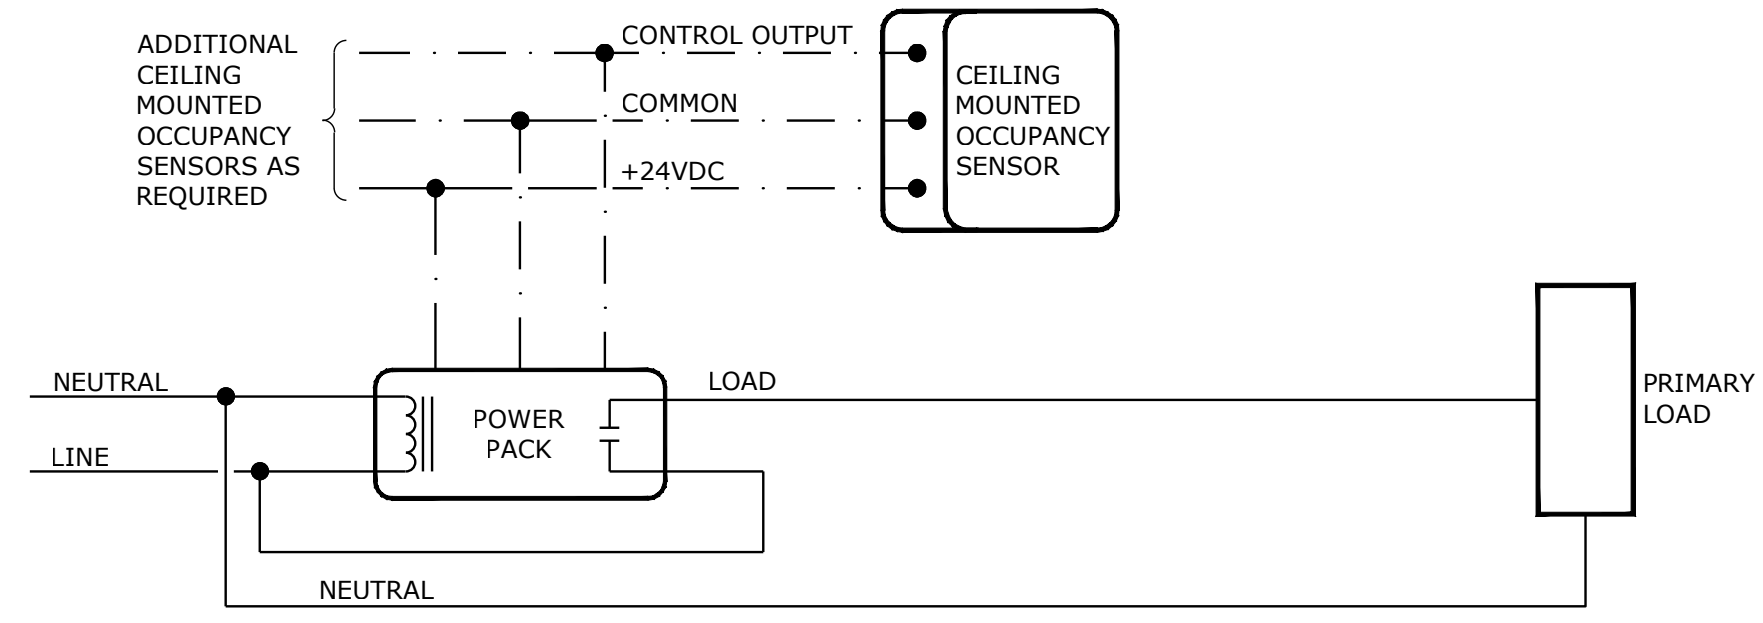 ADDITIONAL
CEILING
MOUNTED
OCCUPANCY
SENSORS AS
REQUIRED
CONTROL OUTPUT
COMMON
+24VDC
CEILING
MOUNTED
OCCUPANCY
SENSOR
NEUTRAL
LINE
POWER
PACK
LOAD
PRIMARY
LOAD
NEUTRAL